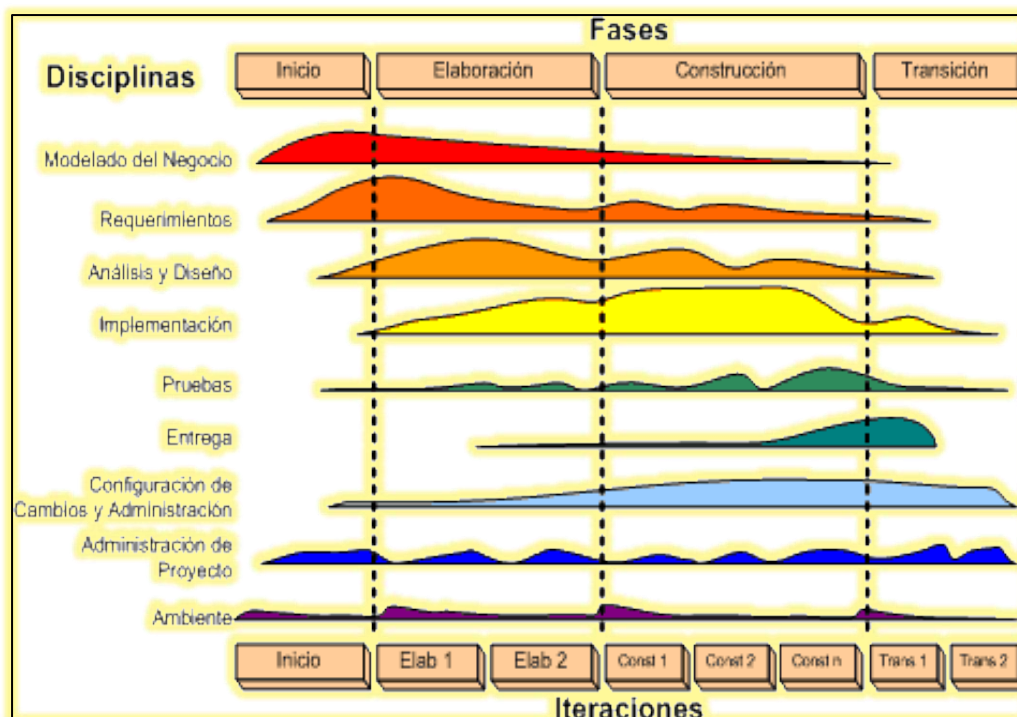 Fases
Disciplinas
Inicio
Elaboración
Construcción
Transición
Modelado del Negocio
Requerimientos
Análisis y Diseño
Implementación
Pruebas
Entrega
Configuración de
Cambios y Administración
Administración de
Proyecto
Ambiente
Inicio
Elab 1
Elab 2
Const 1
Const 2
Const n
Trans 1
Trans 2
Iteraciones